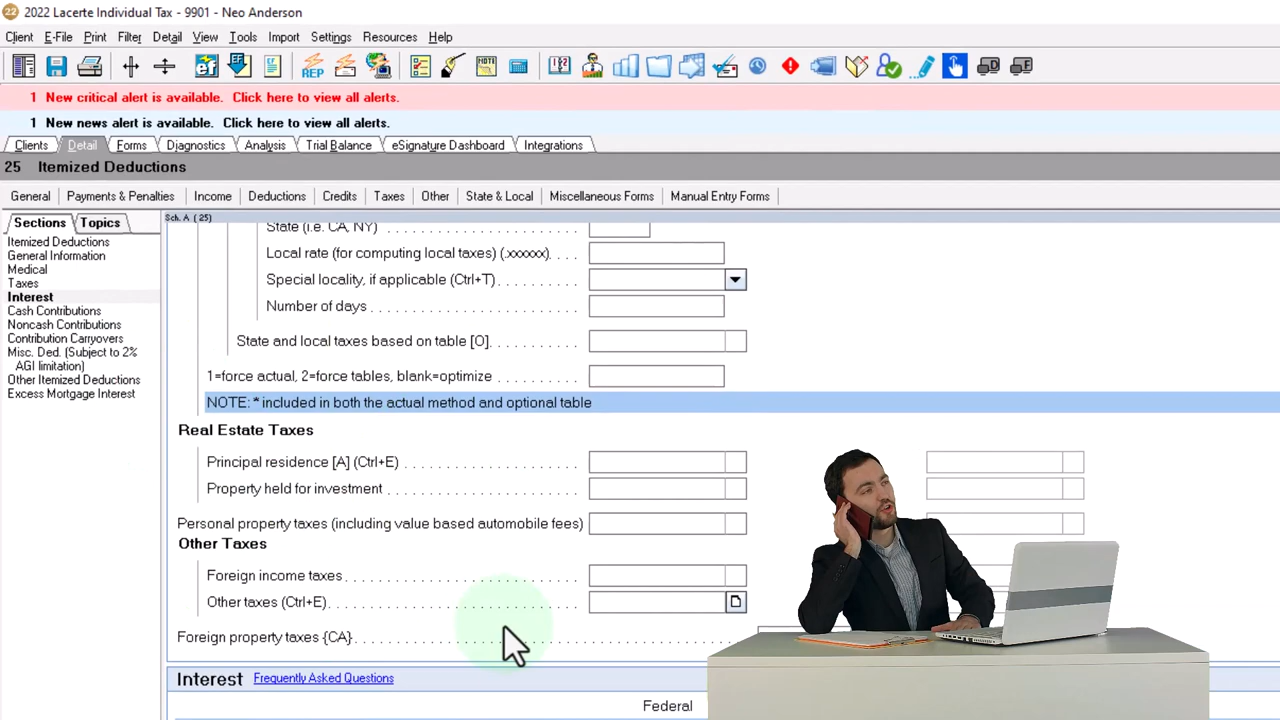 22 2022 Lacerte Individual Tax - 9901 - Neo Anderson
Client E-File Print Filter Detail View Tools Import Settings Resources Help
1 New critical alert is available. Click here to view all alerts.
1 New news alert is available. Click here to view all alerts.
Clients Detail Forms Diagnostics Analysis Trial Balance eSignature Dashboard Integrations
25 Itemized Deductions
General Payments & Penalties Income Deductions Credits Taxes Other State & Local Miscellaneous Forms Manual Entry Forms
Sections Topics
Itemized Deductions
General Information
Medical
Taxes
Interest
Cash Contributions
Noncash Contributions
Contribution Carryovers
Misc. Ded. (Subject to 2%
AGI limitation)
Other Itemized Deductions
Excess Mortgage Interest
Sch. A (25)
State (i.e. CA, NY)
Local rate (for computing local taxes) (.xxxxxx)
Special locality, if applicable (Ctrl+T)
Number of days
State and local taxes based on table [O]
1=force actual, 2=force tables, blank=optimize
NOTE: * included in both the actual method and optional table
Real Estate Taxes
Principal residence [A] (Ctrl+E)
Property held for investment
Personal property taxes (including value based automobile fees)
Other Taxes
Foreign income taxes
Other taxes (Ctrl+E)
Foreign property taxes {CA}
Interest Frequently Asked Questions
Federal